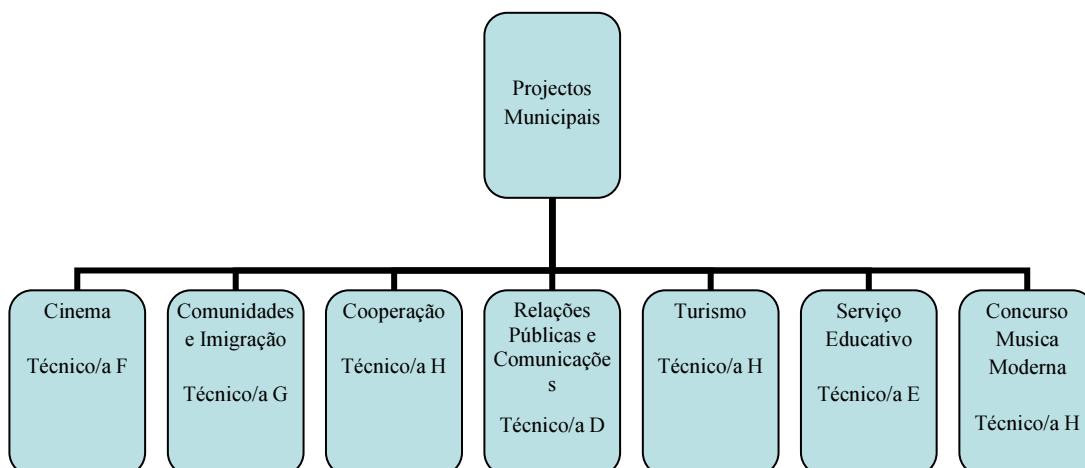 Projectos
Municipais
Cinema
Técnico/a F
Comunidades
e Imigração
Técnico/a G
Cooperação
Técnico/a H
Relações
Públicas e
Comunicaçõe
s
Técnico/a D
Turismo
Técnico/a H
Serviço
Educativo
Técnico/a E
Concurso
Musica
Moderna
Técnico/a H